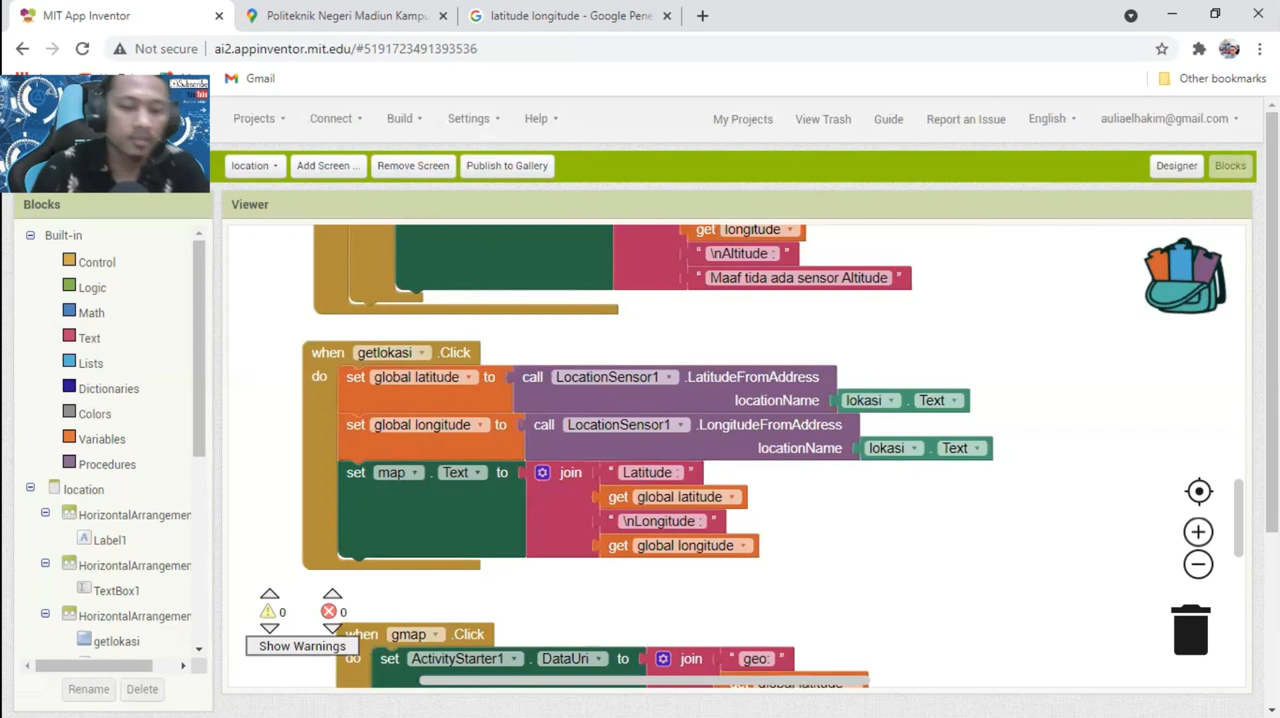 MIT App Inventor
Politeknik Negeri Madiun Kampu
latitude longitude - Google Pene
Not secure
ai2.appinventor.mit.edu/#5191723491393536
Gmail
Other bookmarks
Subscribe
Projects
Connect
Build
Settings
Help
My Projects
View Trash
Guide
Report an Issue
English
auliaelhakim@gmail.com
location
Add Screen ...
Remove Screen
Publish to Gallery
Designer
Blocks
Blocks
Viewer
Built-in
Control
Logic
Math
Text
Lists
Dictionaries
Colors
Variables
Procedures
location
HorizontalArrangemen
Label1
HorizontalArrangemen
TextBox1
HorizontalArrangemen
getlokasi
Rename
Delete
get longitude
" \nAltitude : "
" Maaf tida ada sensor Altitude "
when getlokasi .Click
do set global latitude to call LocationSensor1 .LatitudeFromAddress
locationName lokasi . Text
set global longitude to call LocationSensor1 .LongitudeFromAddress
locationName lokasi . Text
set map . Text to join " Latitude : "
get global latitude
" \nLongitude : "
get global longitude
0 0
Show Warnings
when gmap .Click
do set ActivityStarter1 . DataUri to join " geo: "
get global latitude